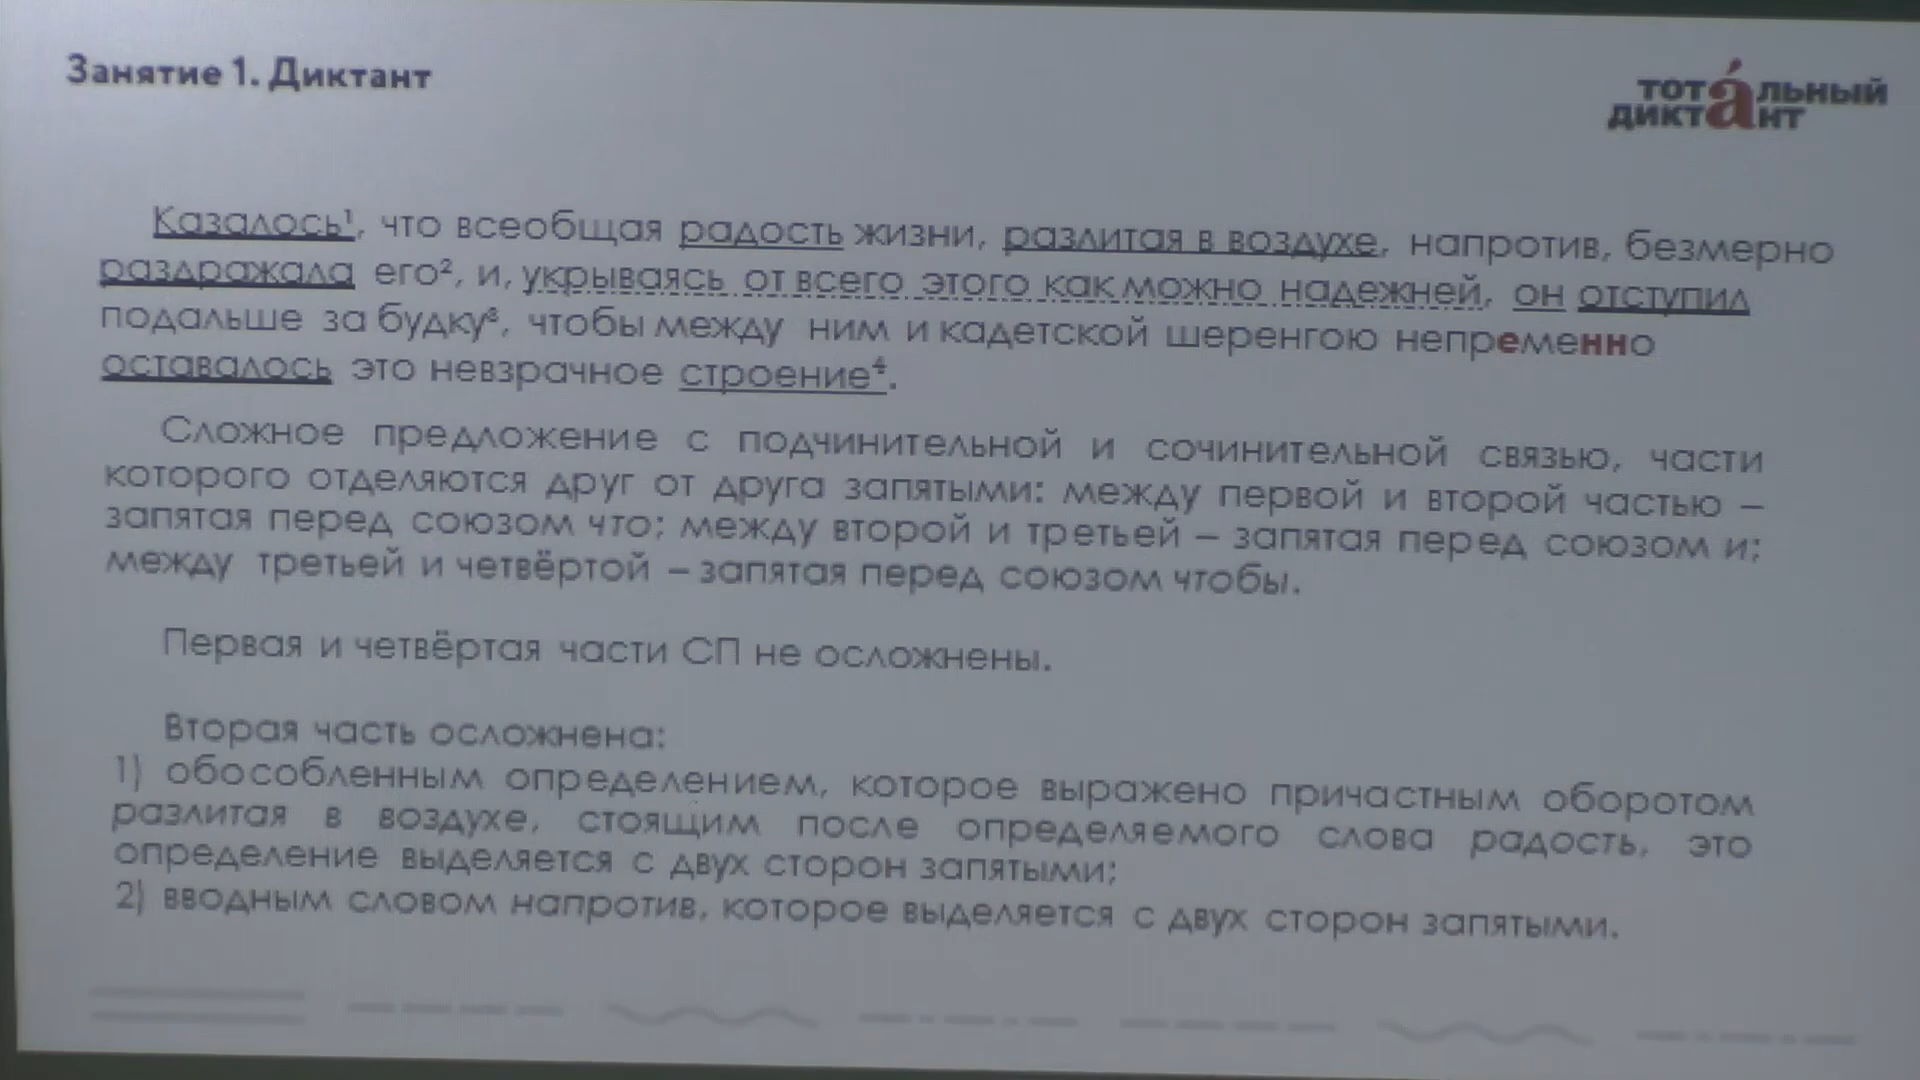 Занятие 1. Диктант
тота́льный
диктант
Казалось¹, что всеобщая радость жизни, разлитая в воздухе, напротив, безмерно
раздражала его², и, укрываясь от всего этого как можно надежней, он отступил
подальше за будку³, чтобы между ним и кадетской шеренгою непременно
оставалось это невзрачное строение⁴.
Сложное предложение с подчинительной и сочинительной связью, части
которого отделяются друг от друга запятыми: между первой и второй частью –
запятая перед союзом что; между второй и третьей – запятая перед союзом и;
между третьей и четвёртой – запятая перед союзом чтобы.
Первая и четвёртая части СП не осложнены.
Вторая часть осложнена:
1) обособленным определением, которое выражено причастным оборотом
разлитая в воздухе, стоящим после определяемого слова радость, это
определение выделяется с двух сторон запятыми;
2) вводным словом напротив, которое выделяется с двух сторон запятыми.